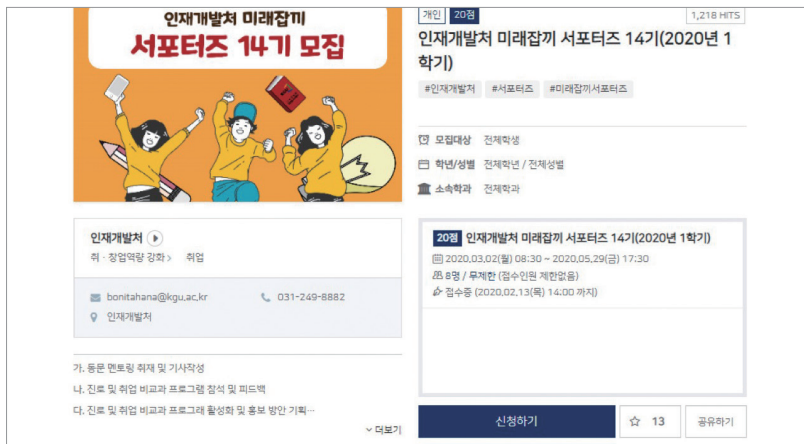 인재개발처 미래잡끼
서포터즈 14기 모집
인재개발처
취·창업역량 강화 > 취업
bonitahana@kgu.ac.kr 031-249-8882
인재개발처
가. 동문 멘토링 취재 및 기사작성
나. 진로 및 취업 비교과 프로그램 참석 및 피드백
다. 진로 및 취업 비교과 프로그래 활성화 및 홍보 방안 기획…
더보기
개인 20점 1,218 HITS
인재개발처 미래잡끼 서포터즈 14기(2020년 1
학기)
#인재개발처 #서포터즈 #미래잡끼서포터즈
모집대상 전체학생
학년/성별 전체학년 / 전체성별
소속학과 전체학과
20점 인재개발처 미래잡끼 서포터즈 14기(2020년 1학기)
2020.03.02(월) 08:30 ~ 2020.05.29(금) 17:30
8명 / 무제한 (접수인원 제한없음)
접수중 (2020.02.13(목) 14:00 까지)
신청하기 ☆ 13 공유하기